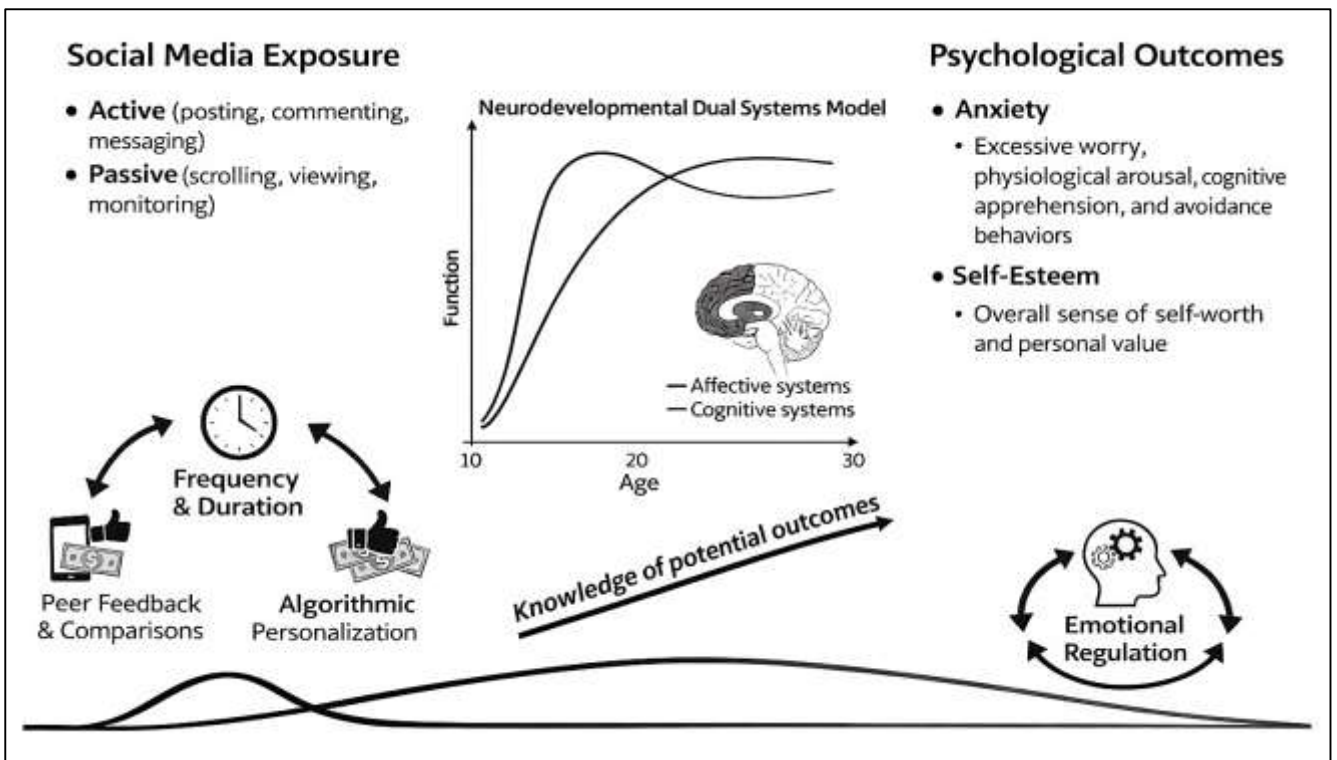 Social Media Exposure
• Active (posting, commenting,
messaging)
• Passive (scrolling, viewing,
monitoring)
Neurodevelopmental Dual Systems Model
Function
Affective systems
Cognitive systems
10
20
30
Age
Psychological Outcomes
• Anxiety
• Excessive worry,
physiological arousal, cognitive
apprehension, and avoidance
behaviors
• Self-Esteem
• Overall sense of self-worth
and personal value
Frequency
& Duration
Peer Feedback
& Comparisons
Algorithmic
Personalization
Knowledge of potential outcomes
Emotional
Regulation